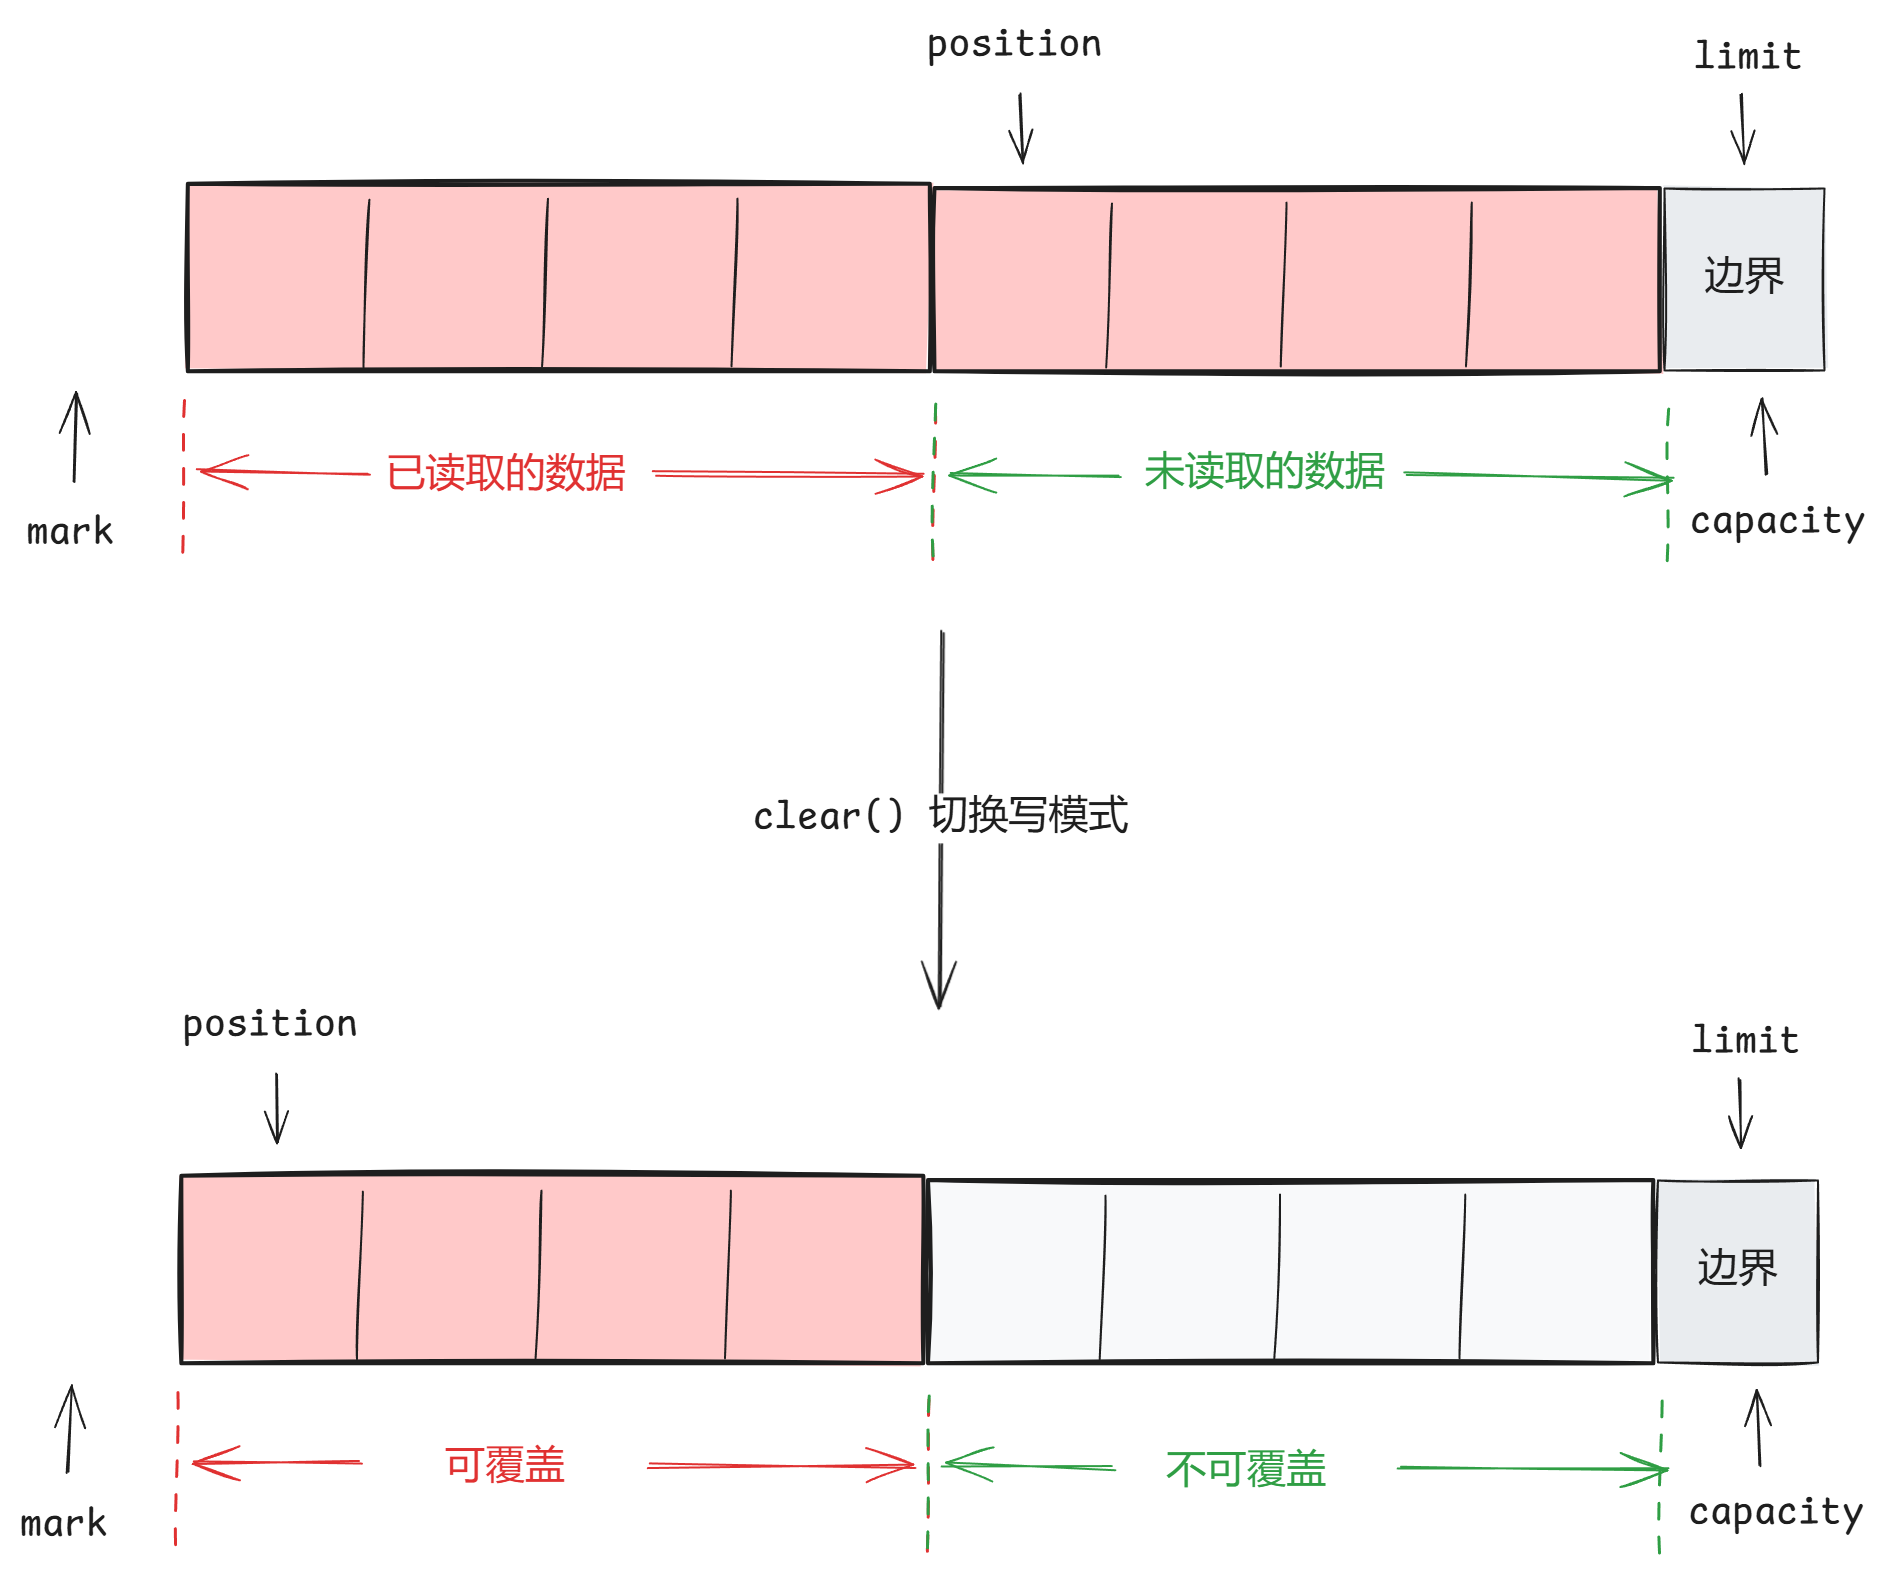 position
limit
边界
已读取的数据
未读取的数据
mark
capacity
clear() 切换写模式
position
limit
边界
可覆盖
不可覆盖
mark
capacity